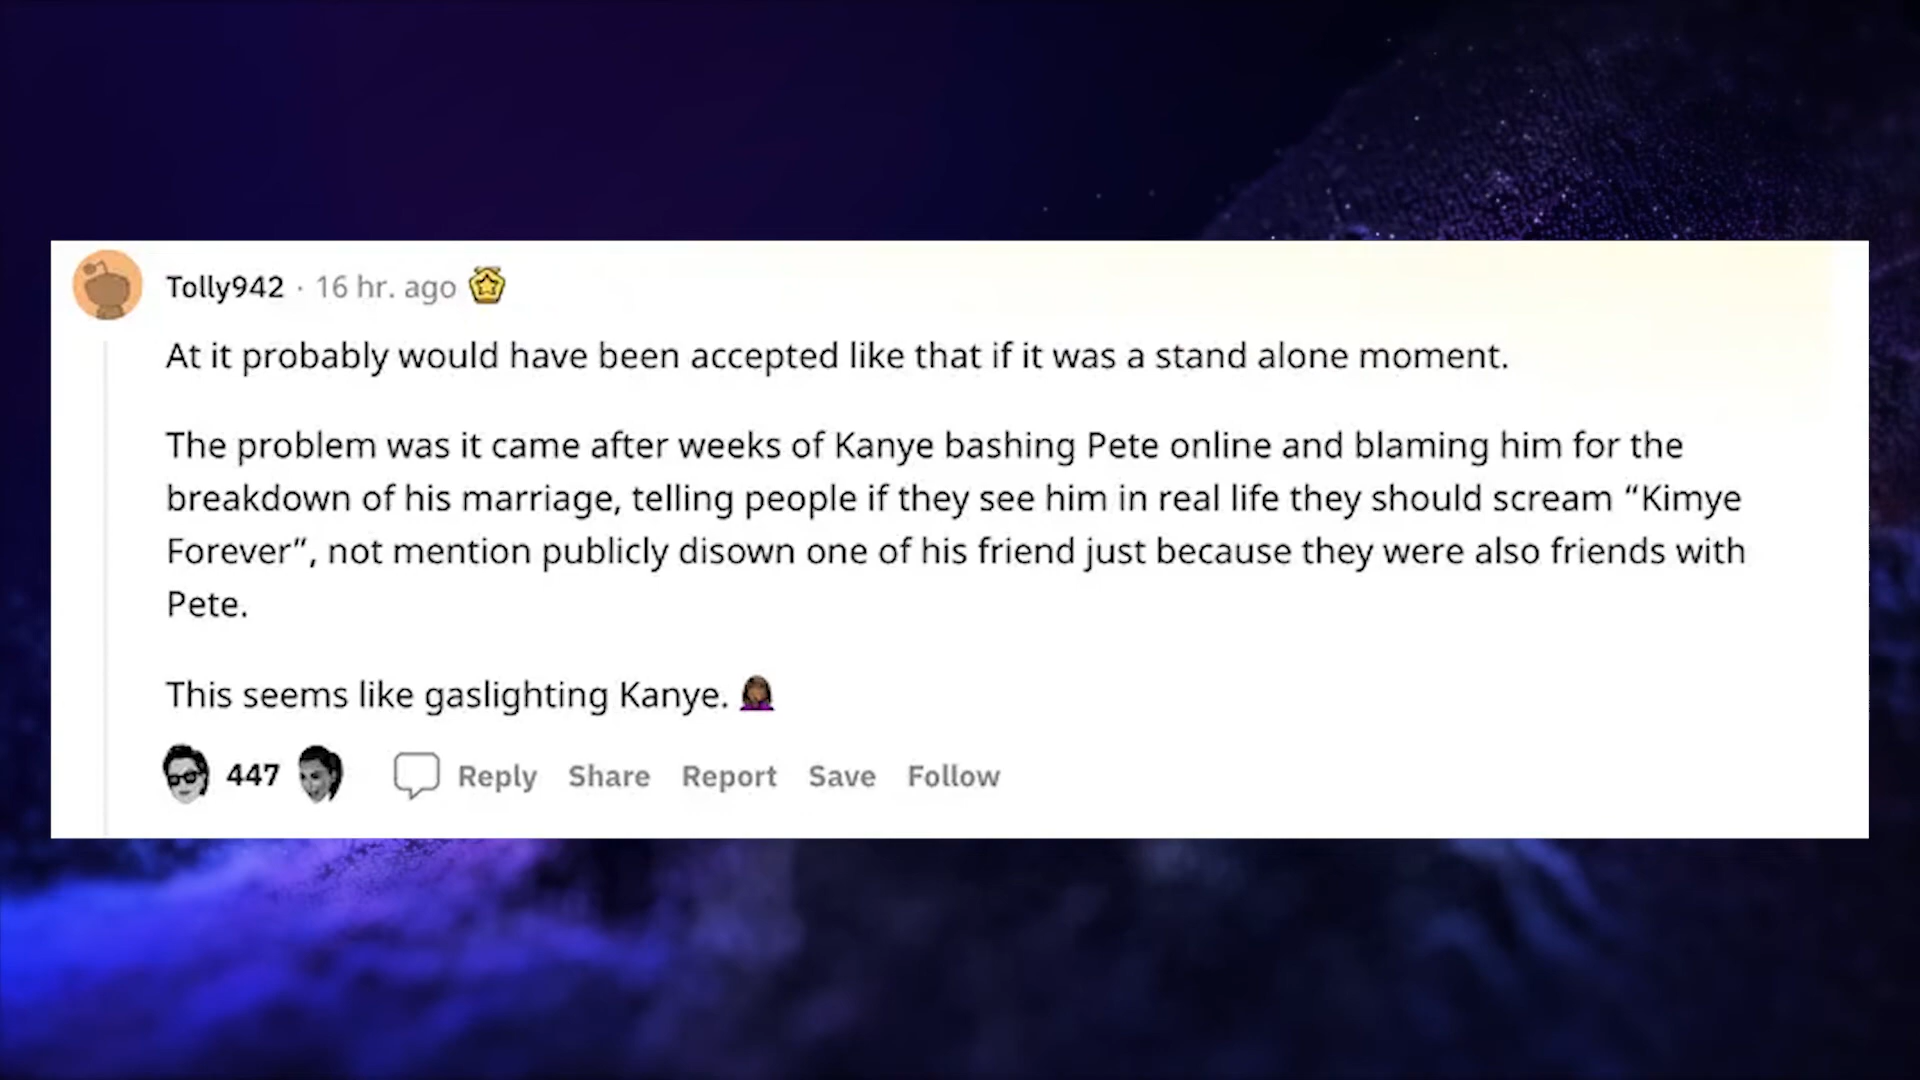 Tolly942 · 16 hr. ago
At it probably would have been accepted like that if it was a stand alone moment.
The problem was it came after weeks of Kanye bashing Pete online and blaming him for the
breakdown of his marriage, telling people if they see him in real life they should scream “Kimye
Forever”, not mention publicly disown one of his friend just because they were also friends with
Pete.
This seems like gaslighting Kanye. 🤦🏾‍♀️
447 Reply Share Report Save Follow